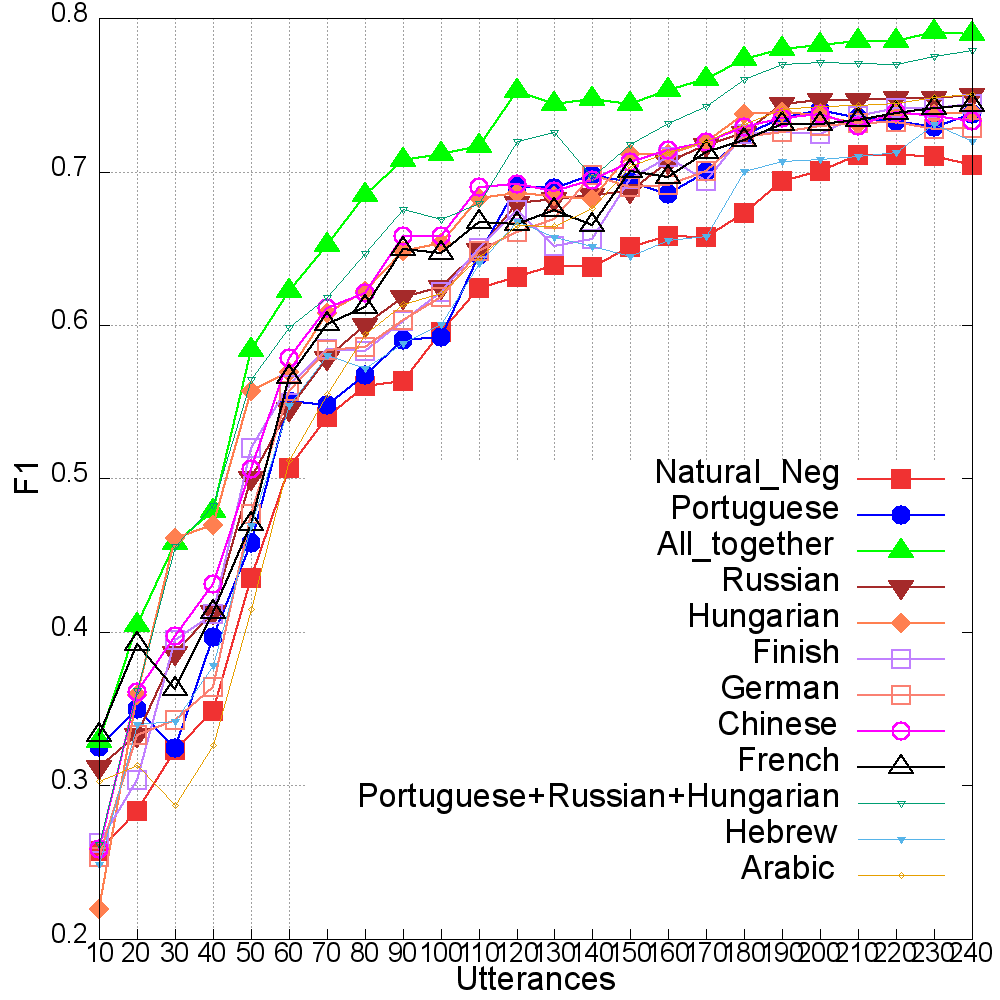 0.8
0.7
0.6
0.5
0.4
0.3
0.2
F1
Natural_Neg
Portuguese
All_together
Russian
Hungarian
Finish
German
Chinese
French
Portuguese+Russian+Hungarian
Hebrew
Arabic
10 20 30 40 50 60 70 80 90 100 110 120 130 140 150 160 170 180 190 200 210 220 230 240
Utterances